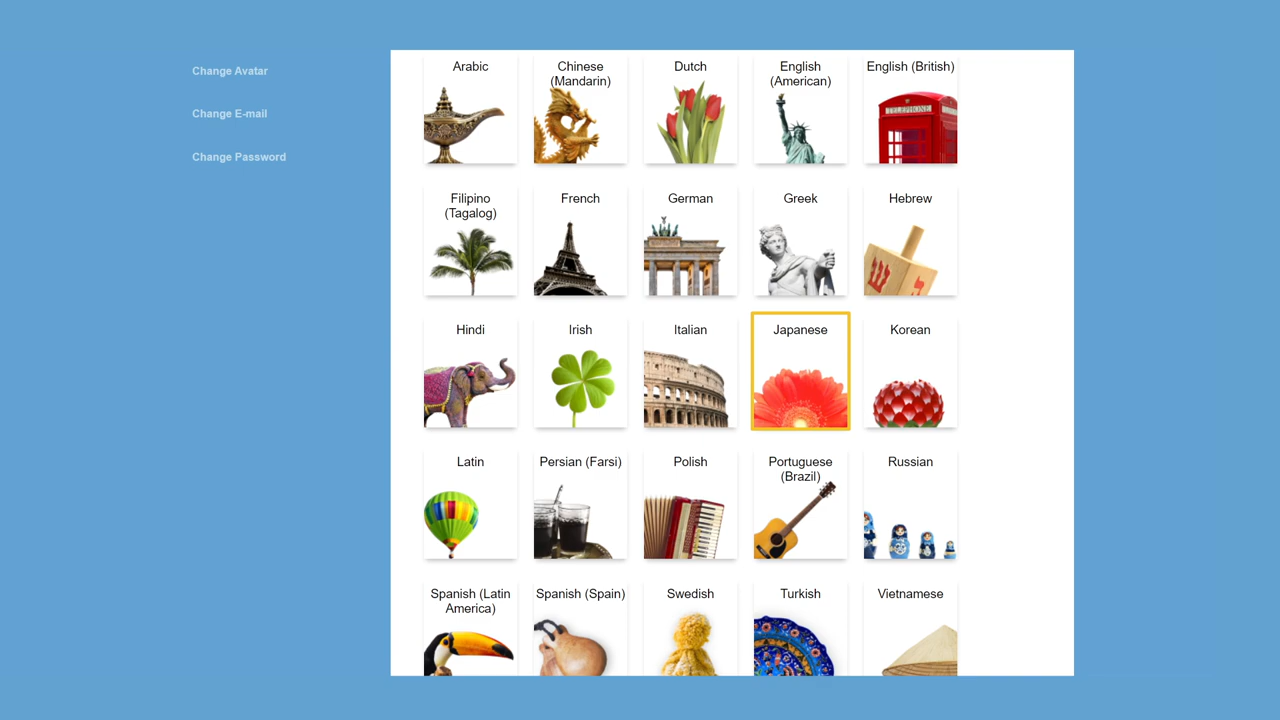 Change Avatar
Change E-mail
Change Password
Arabic
Chinese
(Mandarin)
Dutch
English
(American)
English (British)
TELEPHONE
Filipino
(Tagalog)
French
German
Greek
Hebrew
ש
Hindi
Irish
Italian
Japanese
Korean
Latin
Persian (Farsi)
Polish
Portuguese
(Brazil)
Russian
Spanish (Latin
America)
Spanish (Spain)
Swedish
Turkish
Vietnamese